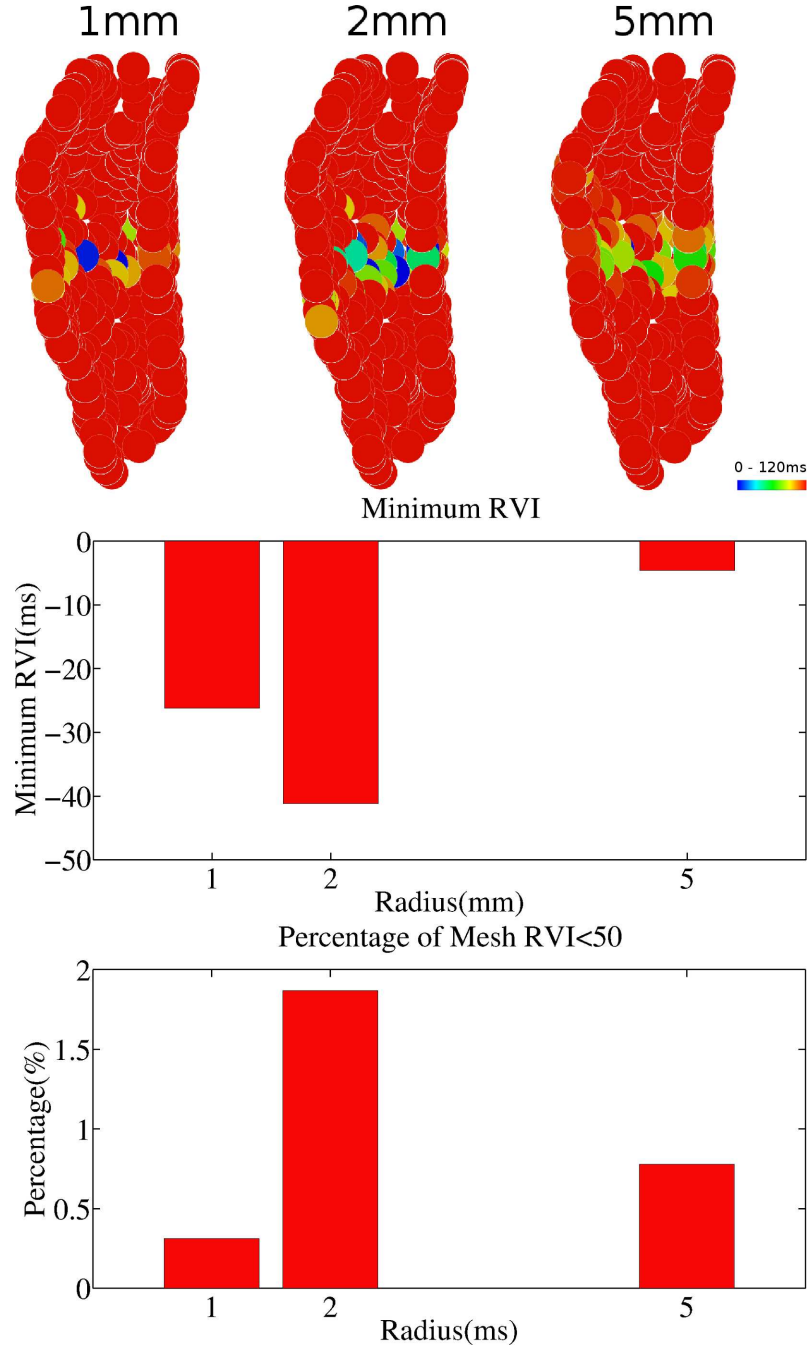 1mm 2mm 5mm
0 - 120ms
Minimum RVI
0
−10
−20
−30
−40
−50
Minimum RVI(ms)
1 2 5
Radius(mm)
Percentage of Mesh RVI<50
2
1.5
1
0.5
0
Percentage(%)
1 2 5
Radius(ms)